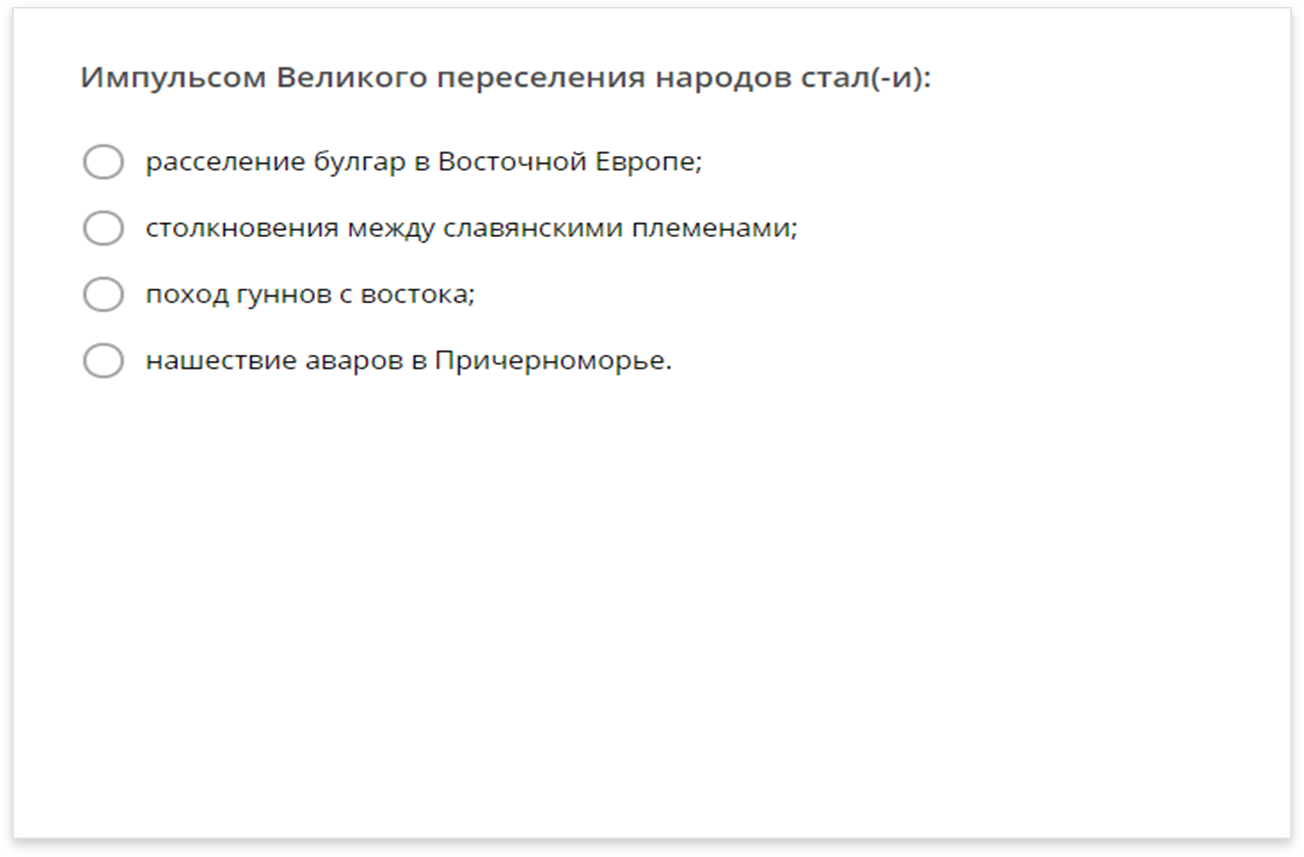 Импульсом Великого переселения народов стал(-и):
расселение булгар в Восточной Европе;
столкновения между славянскими племенами;
поход гуннов с востока;
нашествие аваров в Причерноморье.